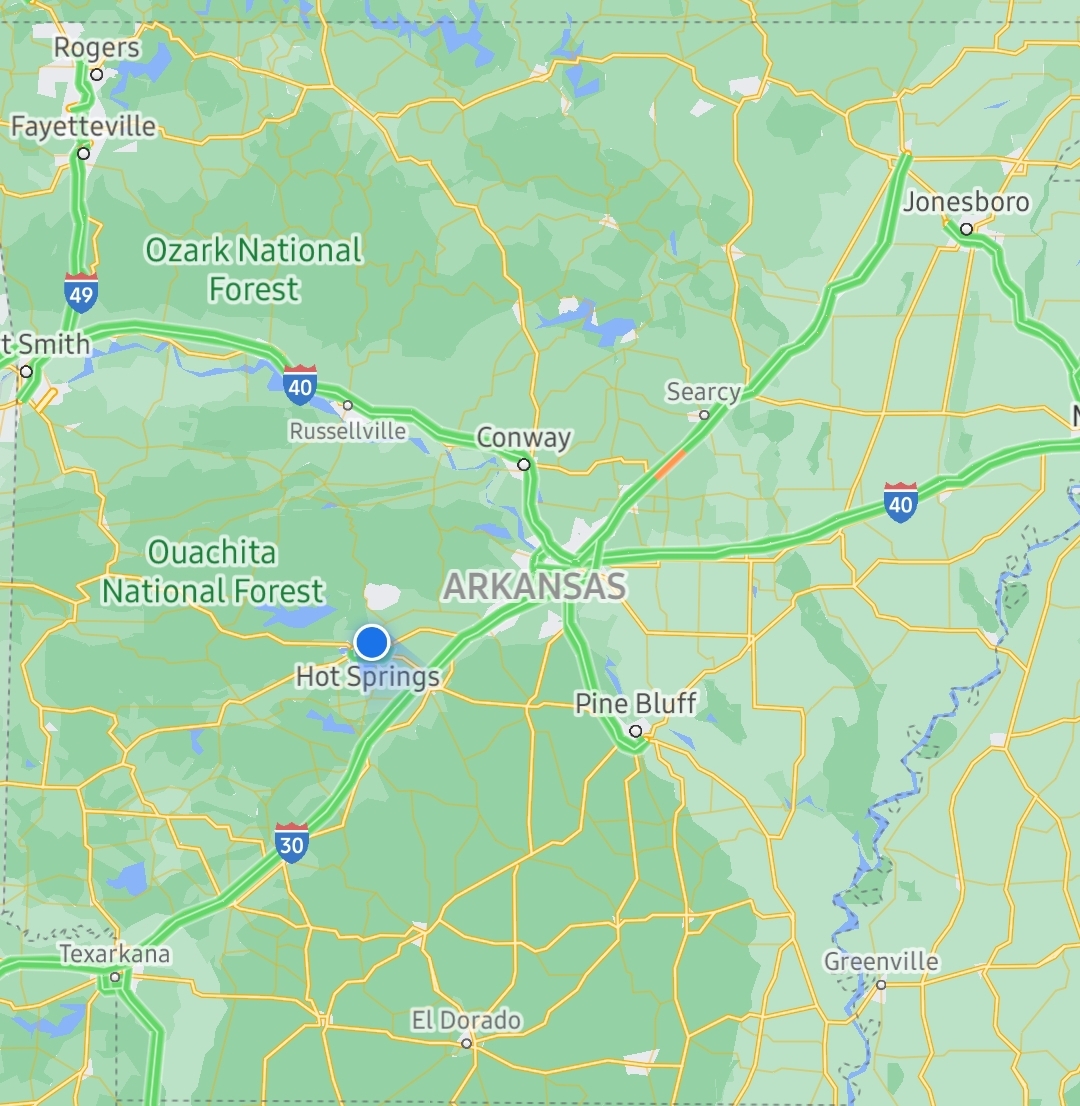 Rogers
Fayetteville
Jonesboro
Ozark National
Forest
49
t Smith
40
Searcy
Russellville
Conway
40
Ouachita
National Forest
ARKANSAS
Hot Springs
Pine Bluff
30
Texarkana
Greenville
El Dorado